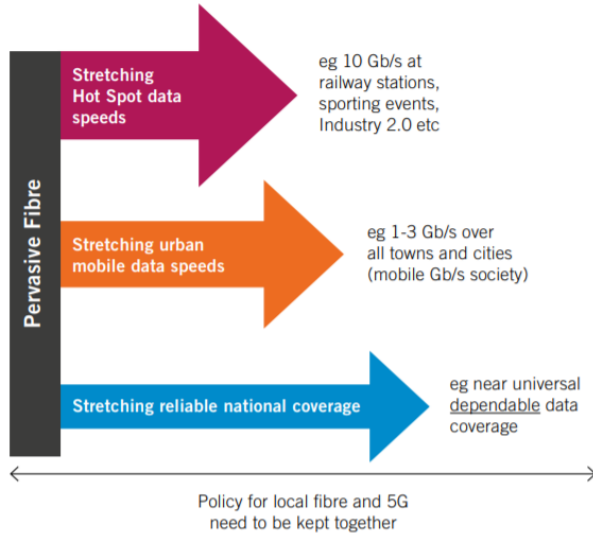 Pervasive Fibre
Stretching
Hot Spot data
speeds
eg 10 Gb/s at
railway stations,
sporting events,
Industry 2.0 etc
Stretching urban
mobile data speeds
eg 1-3 Gb/s over
all towns and cities
(mobile Gb/s society)
Stretching reliable national coverage
eg near universal
dependable data
coverage
Policy for local fibre and 5G
need to be kept together